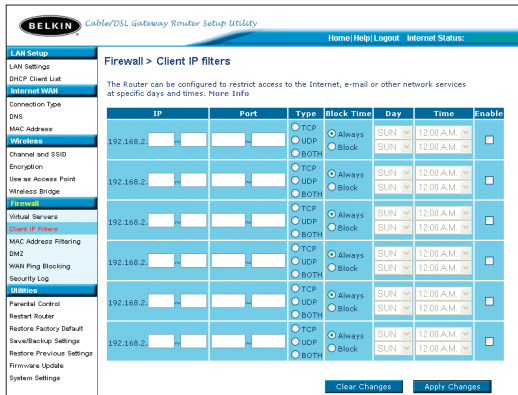 BELKIN Cable/DSL Gateway Router Setup Utility
Home|Help|Logout Internet Status:
LAN Setup
LAN Settings
DHCP Client List
Internet WAN
Connection Type
DNS
MAC Address
Wireless
Channel and SSID
Encryption
Use as Access Point
Wireless Bridge
Firewall
Virtual Servers
Client IP Filters
MAC Address Filtering
DMZ
WAN Ping Blocking
Security Log
Utilities
Parental Control
Restart Router
Restore Factory Default
Save/Backup Settings
Restore Previous Settings
Firmware Update
System Settings
Firewall > Client IP filters
The Router can be configured to restrict access to the Internet, e-mail or other network services
at specific days and times. More Info
IP Port Type Block Time Day Time Enable
192.168.2. ~ ~ TCP UDP BOTH Always Block SUN SUN 12:00 A.M. 12:00 A.M.
192.168.2. ~ ~ TCP UDP BOTH Always Block SUN SUN 12:00 A.M. 12:00 A.M.
192.168.2. ~ ~ TCP UDP BOTH Always Block SUN SUN 12:00 A.M. 12:00 A.M.
192.168.2. ~ ~ TCP UDP BOTH Always Block SUN SUN 12:00 A.M. 12:00 A.M.
192.168.2. ~ ~ TCP UDP BOTH Always Block SUN SUN 12:00 A.M. 12:00 A.M.
192.168.2. ~ ~ TCP UDP BOTH Always Block SUN SUN 12:00 A.M. 12:00 A.M.
Clear Changes Apply Changes